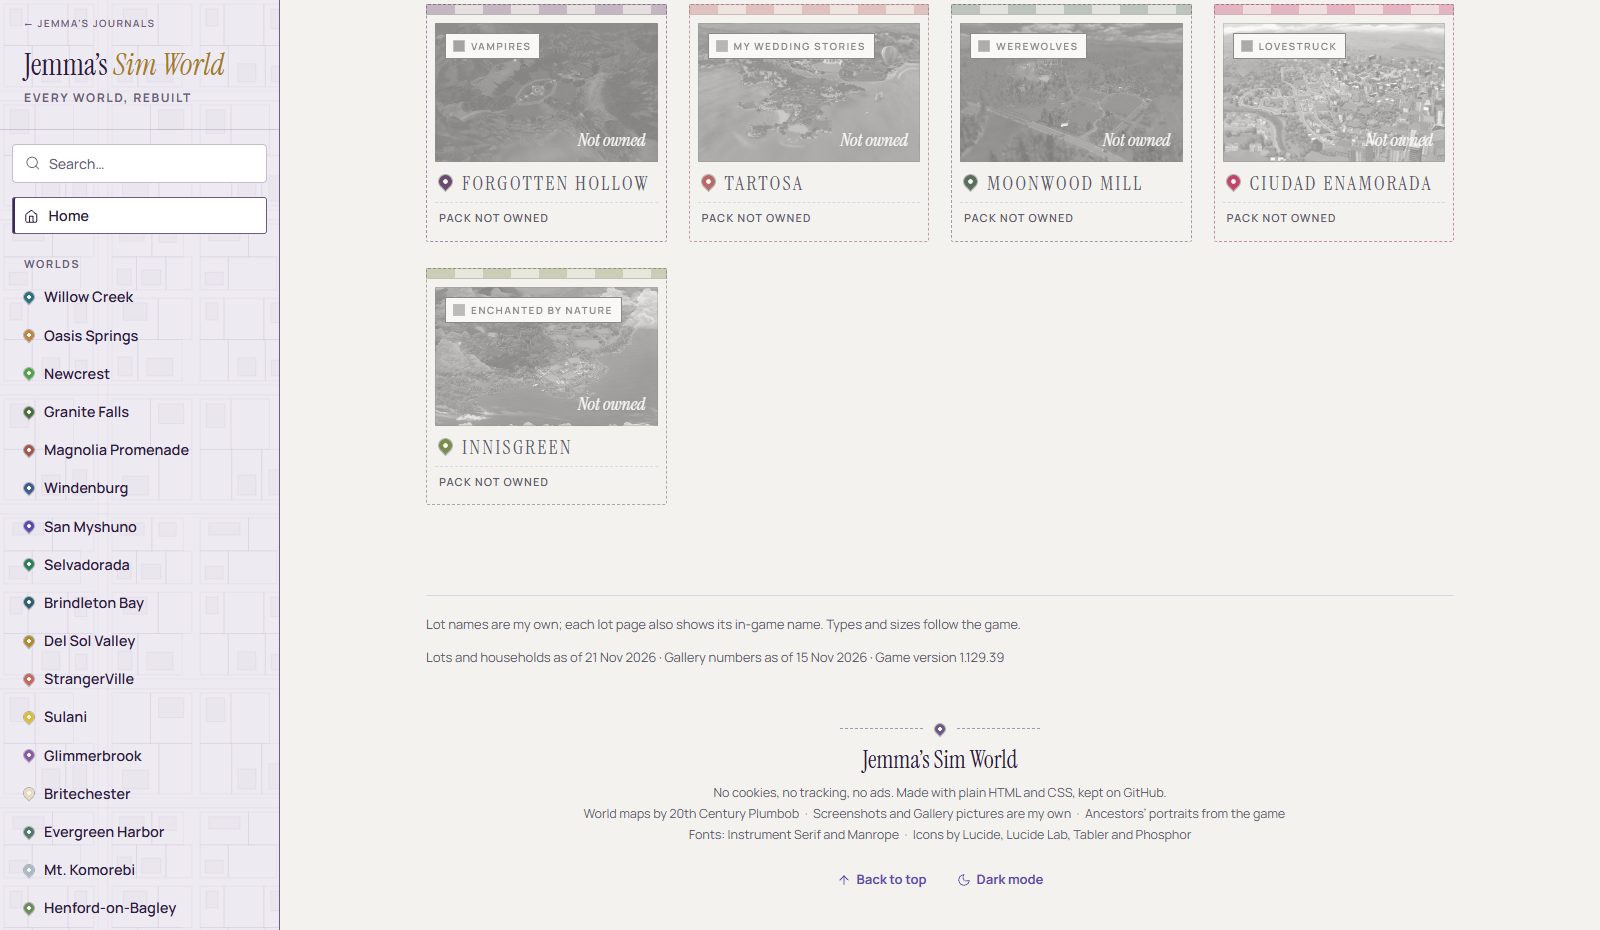 ← JEMMA'S JOURNALS
Jemma's Sim World
EVERY WORLD, REBUILT
Search...
Home
WORLDS
Willow Creek
Oasis Springs
Newcrest
Granite Falls
Magnolia Promenade
Windenburg
San Myshuno
Selvadorada
Brindleton Bay
Del Sol Valley
StrangerVille
Sulani
Glimmerbrook
Britechester
Evergreen Harbor
Mt. Komorebi
Henford-on-Bagley
VAMPIRES
Not owned
FORGOTTEN HOLLOW
PACK NOT OWNED
MY WEDDING STORIES
Not owned
TARTOSA
PACK NOT OWNED
WEREWOLVES
Not owned
MOONWOOD MILL
PACK NOT OWNED
LOVESTRUCK
Not owned
CIUDAD ENAMORADA
PACK NOT OWNED
ENCHANTED BY NATURE
Not owned
INNISGREEN
PACK NOT OWNED
Lot names are my own; each lot page also shows its in-game name. Types and sizes follow the game.
Lots and households as of 21 Nov 2026 · Gallery numbers as of 15 Nov 2026 · Game version 1.129.39
Jemma's Sim World
No cookies, no tracking, no ads. Made with plain HTML and CSS, kept on GitHub.
World maps by 20th Century Plumbob · Screenshots and Gallery pictures are my own · Ancestors' portraits from the game
Fonts: Instrument Serif and Manrope · Icons by Lucide, Lucide Lab, Tabler and Phosphor
Back to top
Dark mode